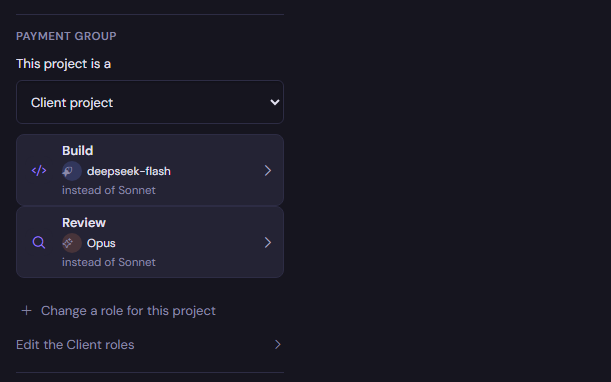 PAYMENT GROUP
This project is a
Client project
Build
deepseek-flash
instead of Sonnet
Review
Opus
instead of Sonnet
Change a role for this project
Edit the Client roles